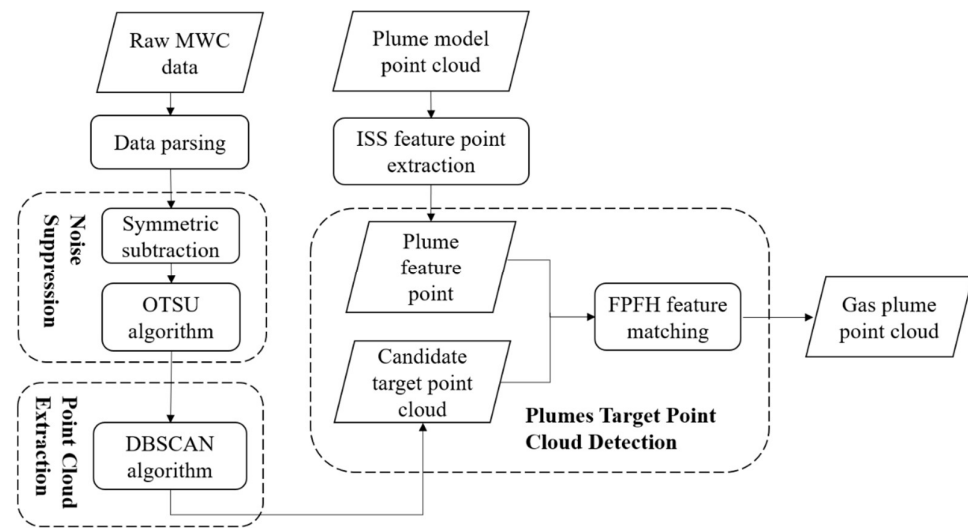 Raw MWC
data
Data parsing
Noise
Suppression
Symmetric
subtraction
OTSU
algorithm
Point Cloud
Extraction
DBSCAN
algorithm
Plume model
point cloud
ISS feature point
extraction
Plume
feature
point
Candidate
target point
cloud
FPFH feature
matching
Plumes Target Point
Cloud Detection
Gas plume
point cloud